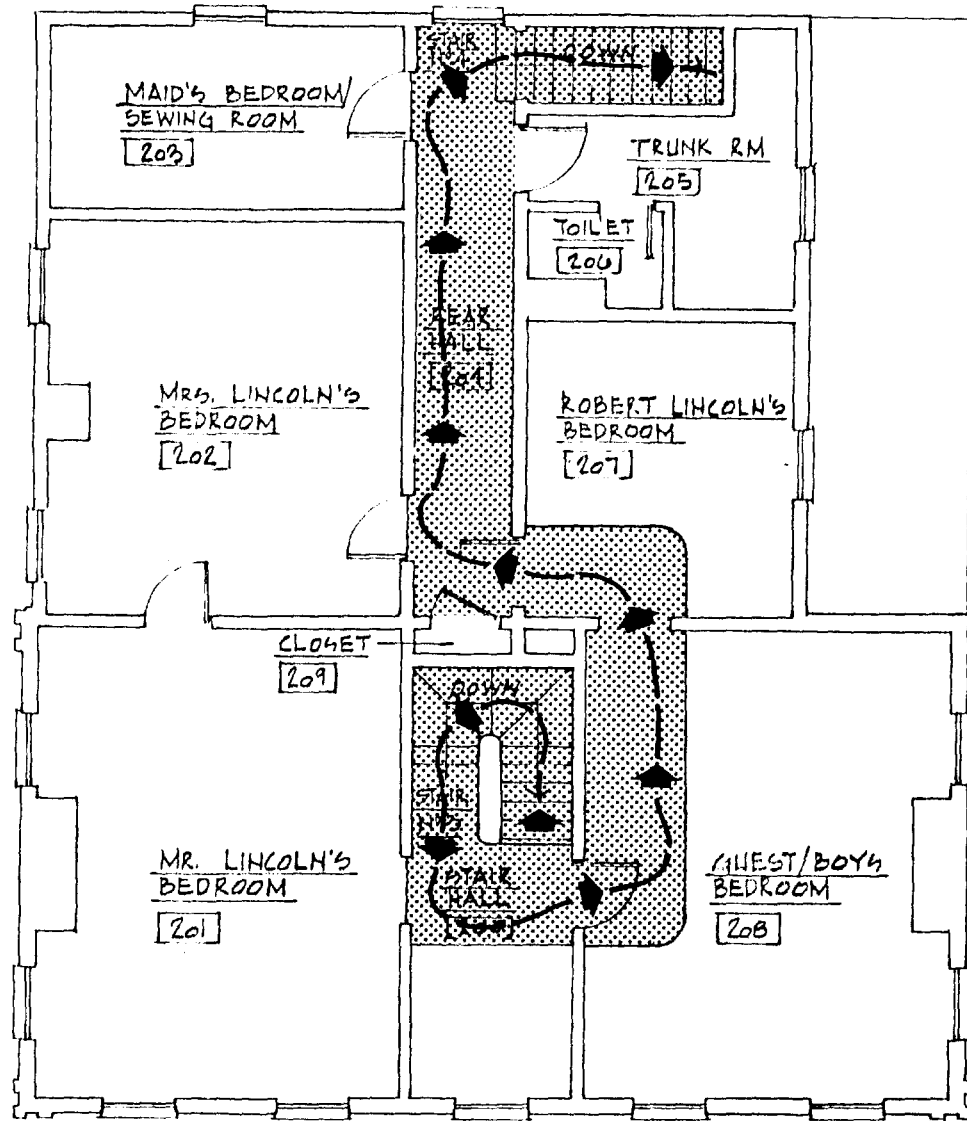 STAIR
DOWN
MAID'S BEDROOM/
SEWING ROOM
[203]
TRUNK RM
[205]
TOILET
[206]
REAR
HALL
MRS. LINCOLN'S
BEDROOM
[202]
ROBERT LINCOLN'S
BEDROOM
[207]
CLOSET
[209]
DOWN
STAIR
MR. LINCOLN'S
BEDROOM
[201]
STAIR
HALL
GUEST/BOYS
BEDROOM
[208]